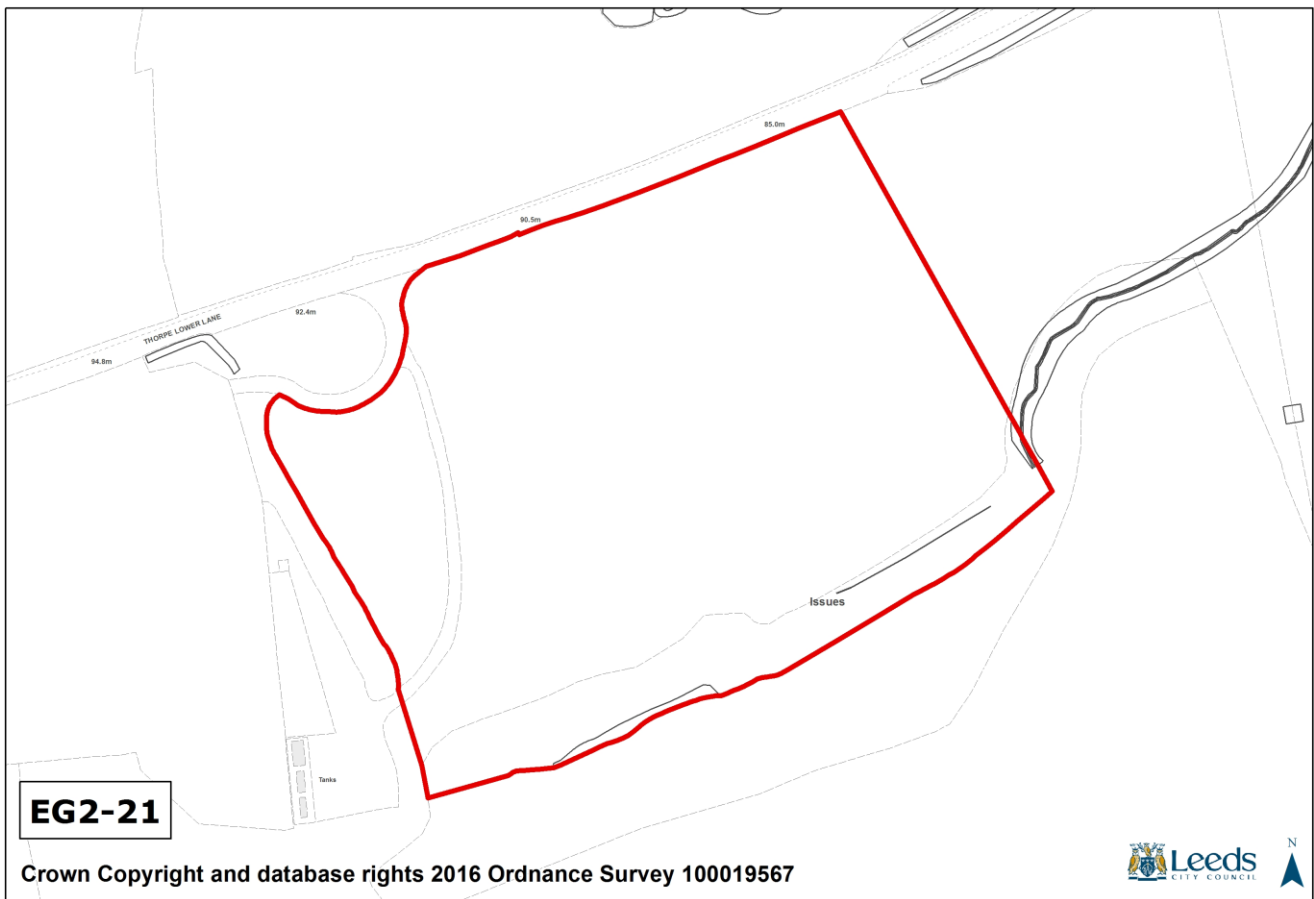 85.0m
90.5m
92.4m
THORPE LOWER LANE
94.8m
Issues
Tanks
EG2-21
Crown Copyright and database rights 2016 Ordnance Survey 100019567
Leeds
CITY COUNCIL
N